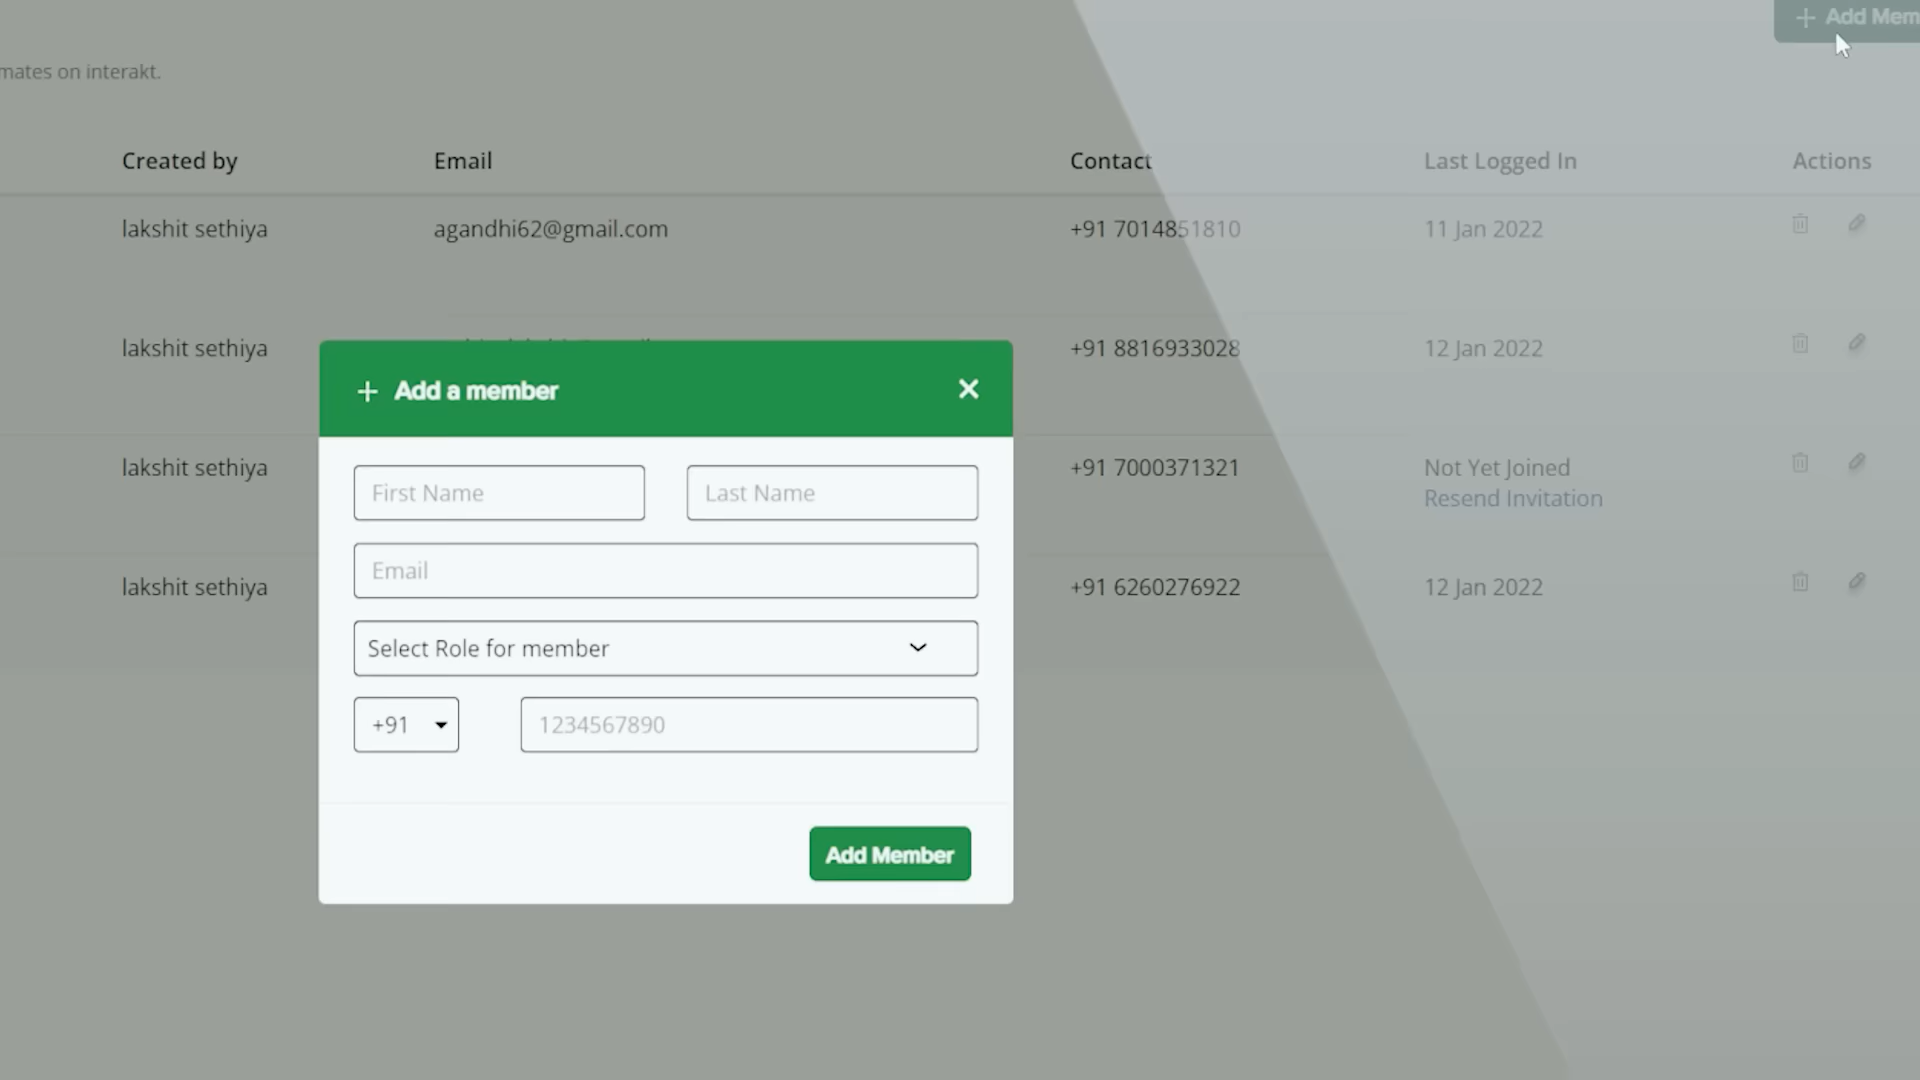 + Add Mem
mates on interakt.
Created by Email Contact Last Logged In Actions
lakshit sethiya agandhi62@gmail.com +91 7014851810 11 Jan 2022
lakshit sethiya +91 8816933028 12 Jan 2022
+ Add a member ×
lakshit sethiya First Name Last Name +91 7000371321 Not Yet Joined
Resend Invitation
Email
lakshit sethiya +91 6260276922 12 Jan 2022
Select Role for member
+91 1234567890
Add Member